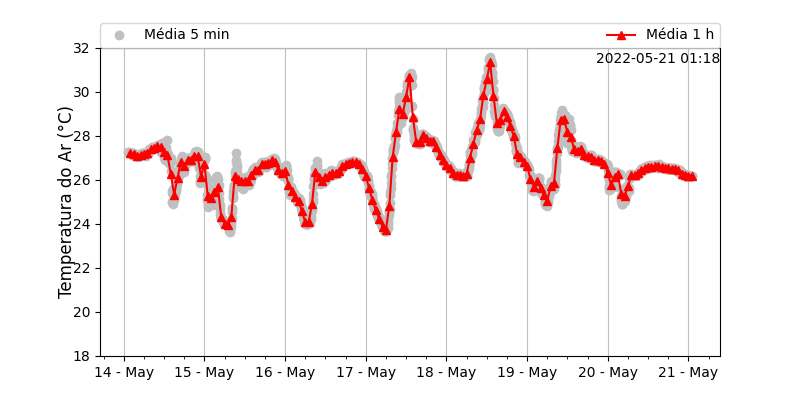 Média 5 min
Média 1 h
2022-05-21 01:18
Temperatura do Ar (°C)
32
30
28
26
24
22
20
18
14 - May
15 - May
16 - May
17 - May
18 - May
19 - May
20 - May
21 - May